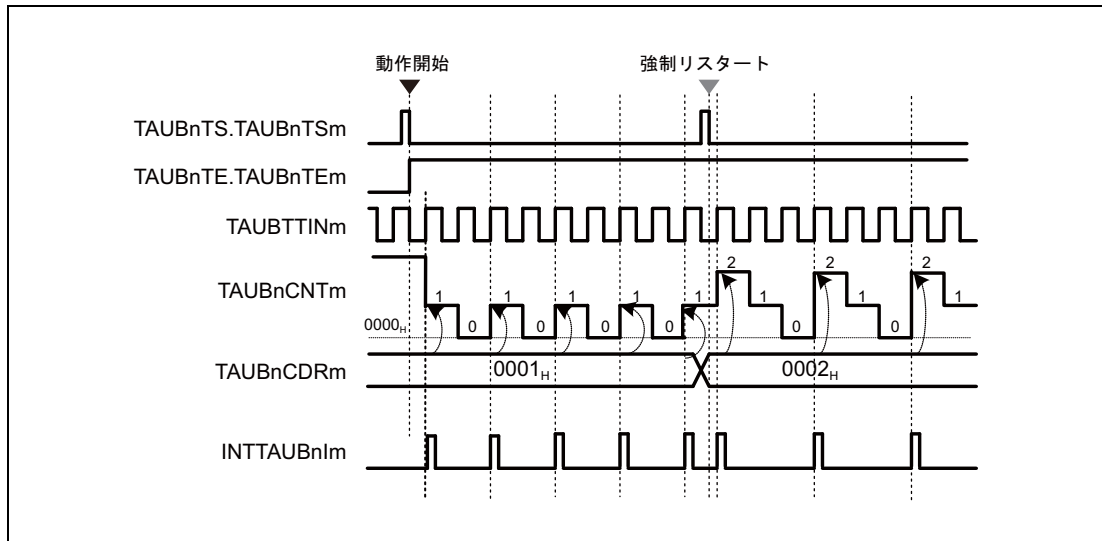 動作開始 強制リスタート
TAUBnTS.TAUBnTSm
TAUBnTE.TAUBnTEm
TAUBTTINm
2 2 2
TAUBnCNTm 1 1 1 1 1 1 1 1
0000H 0 0 0 0 0 0
TAUBnCDRm 0001H 0002H
INTTAUBnIm